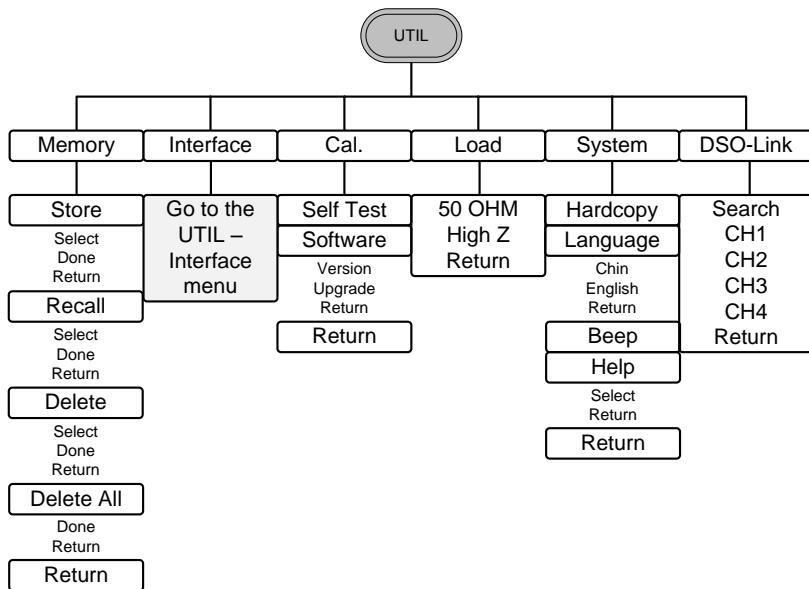 UTIL
Memory
Interface
Cal.
Load
System
DSO-Link
Store
Select
Done
Return
Recall
Select
Done
Return
Delete
Select
Done
Return
Delete All
Done
Return
Return
Go to the
UTIL –
Interface
menu
Self Test
Software
Version
Upgrade
Return
Return
50 OHM
High Z
Return
Hardcopy
Language
Chin
English
Return
Beep
Help
Select
Return
Return
Search
CH1
CH2
CH3
CH4
Return